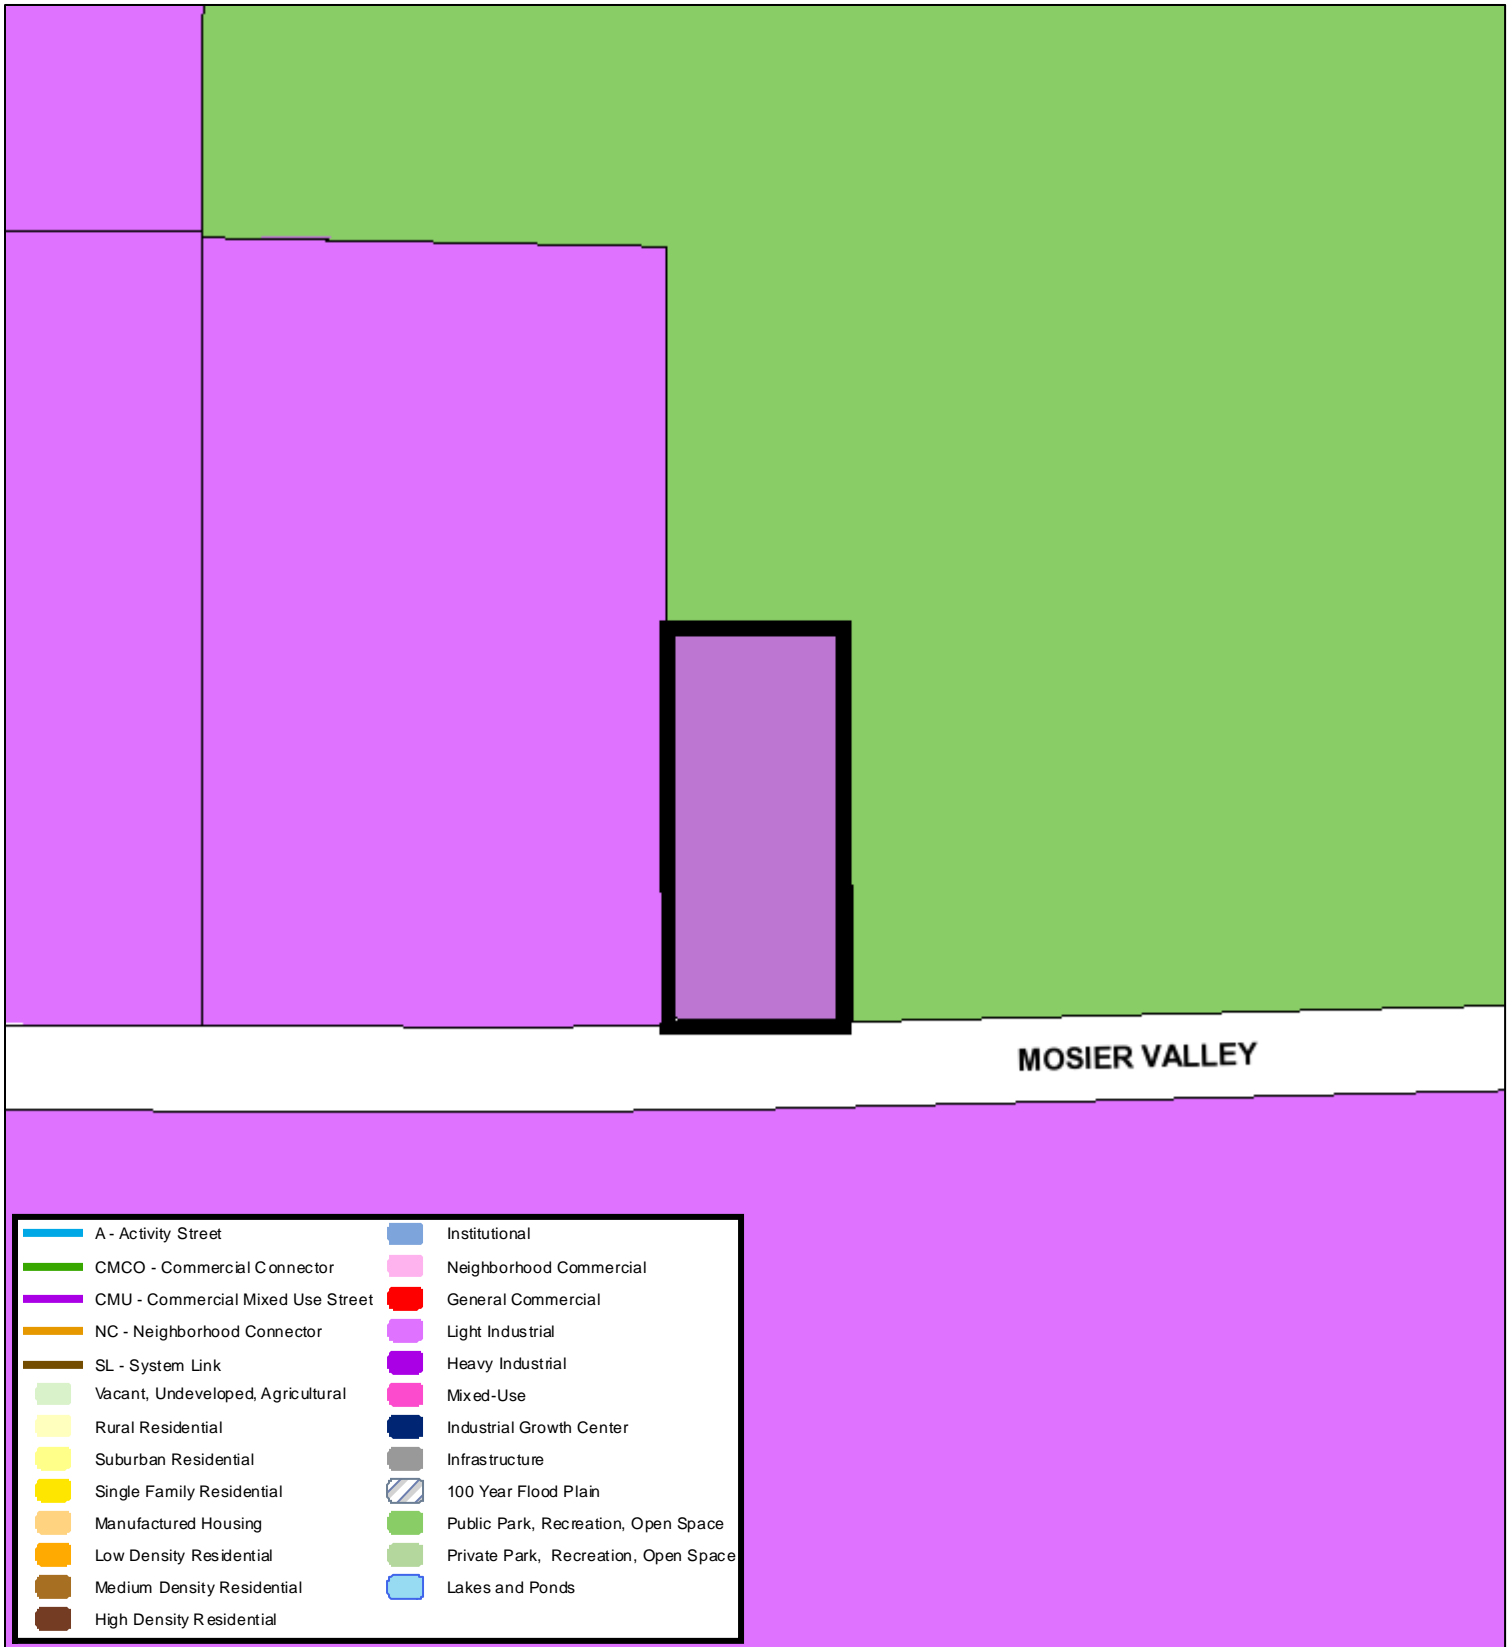 MOSIER VALLEY
A - Activity Street
CMCO - Commercial Connector
CMU - Commercial Mixed Use Street
NC - Neighborhood Connector
SL - System Link
Vacant, Undeveloped, Agricultural
Rural Residential
Suburban Residential
Single Family Residential
Manufactured Housing
Low Density Residential
Medium Density Residential
High Density Residential
Institutional
Neighborhood Commercial
General Commercial
Light Industrial
Heavy Industrial
Mixed-Use
Industrial Growth Center
Infrastructure
100 Year Flood Plain
Public Park, Recreation, Open Space
Private Park, Recreation, Open Space
Lakes and Ponds